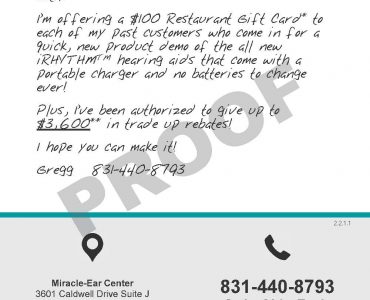 I'm offering a $100 Restaurant Gift Card* to
each of my past customers who come in for a
quick, new product demo of the all new
iRHYTHM™ hearing aids that come with a
portable charger and no batteries to change
ever!
Plus, I've been authorized to give up to
$3,600** in trade up rebates!
I hope you can make it!
Gregg 831-440-8793
PROOF
2.2.1.1
Miracle-Ear Center
3601 Caldwell Drive Suite J
831-440-8793